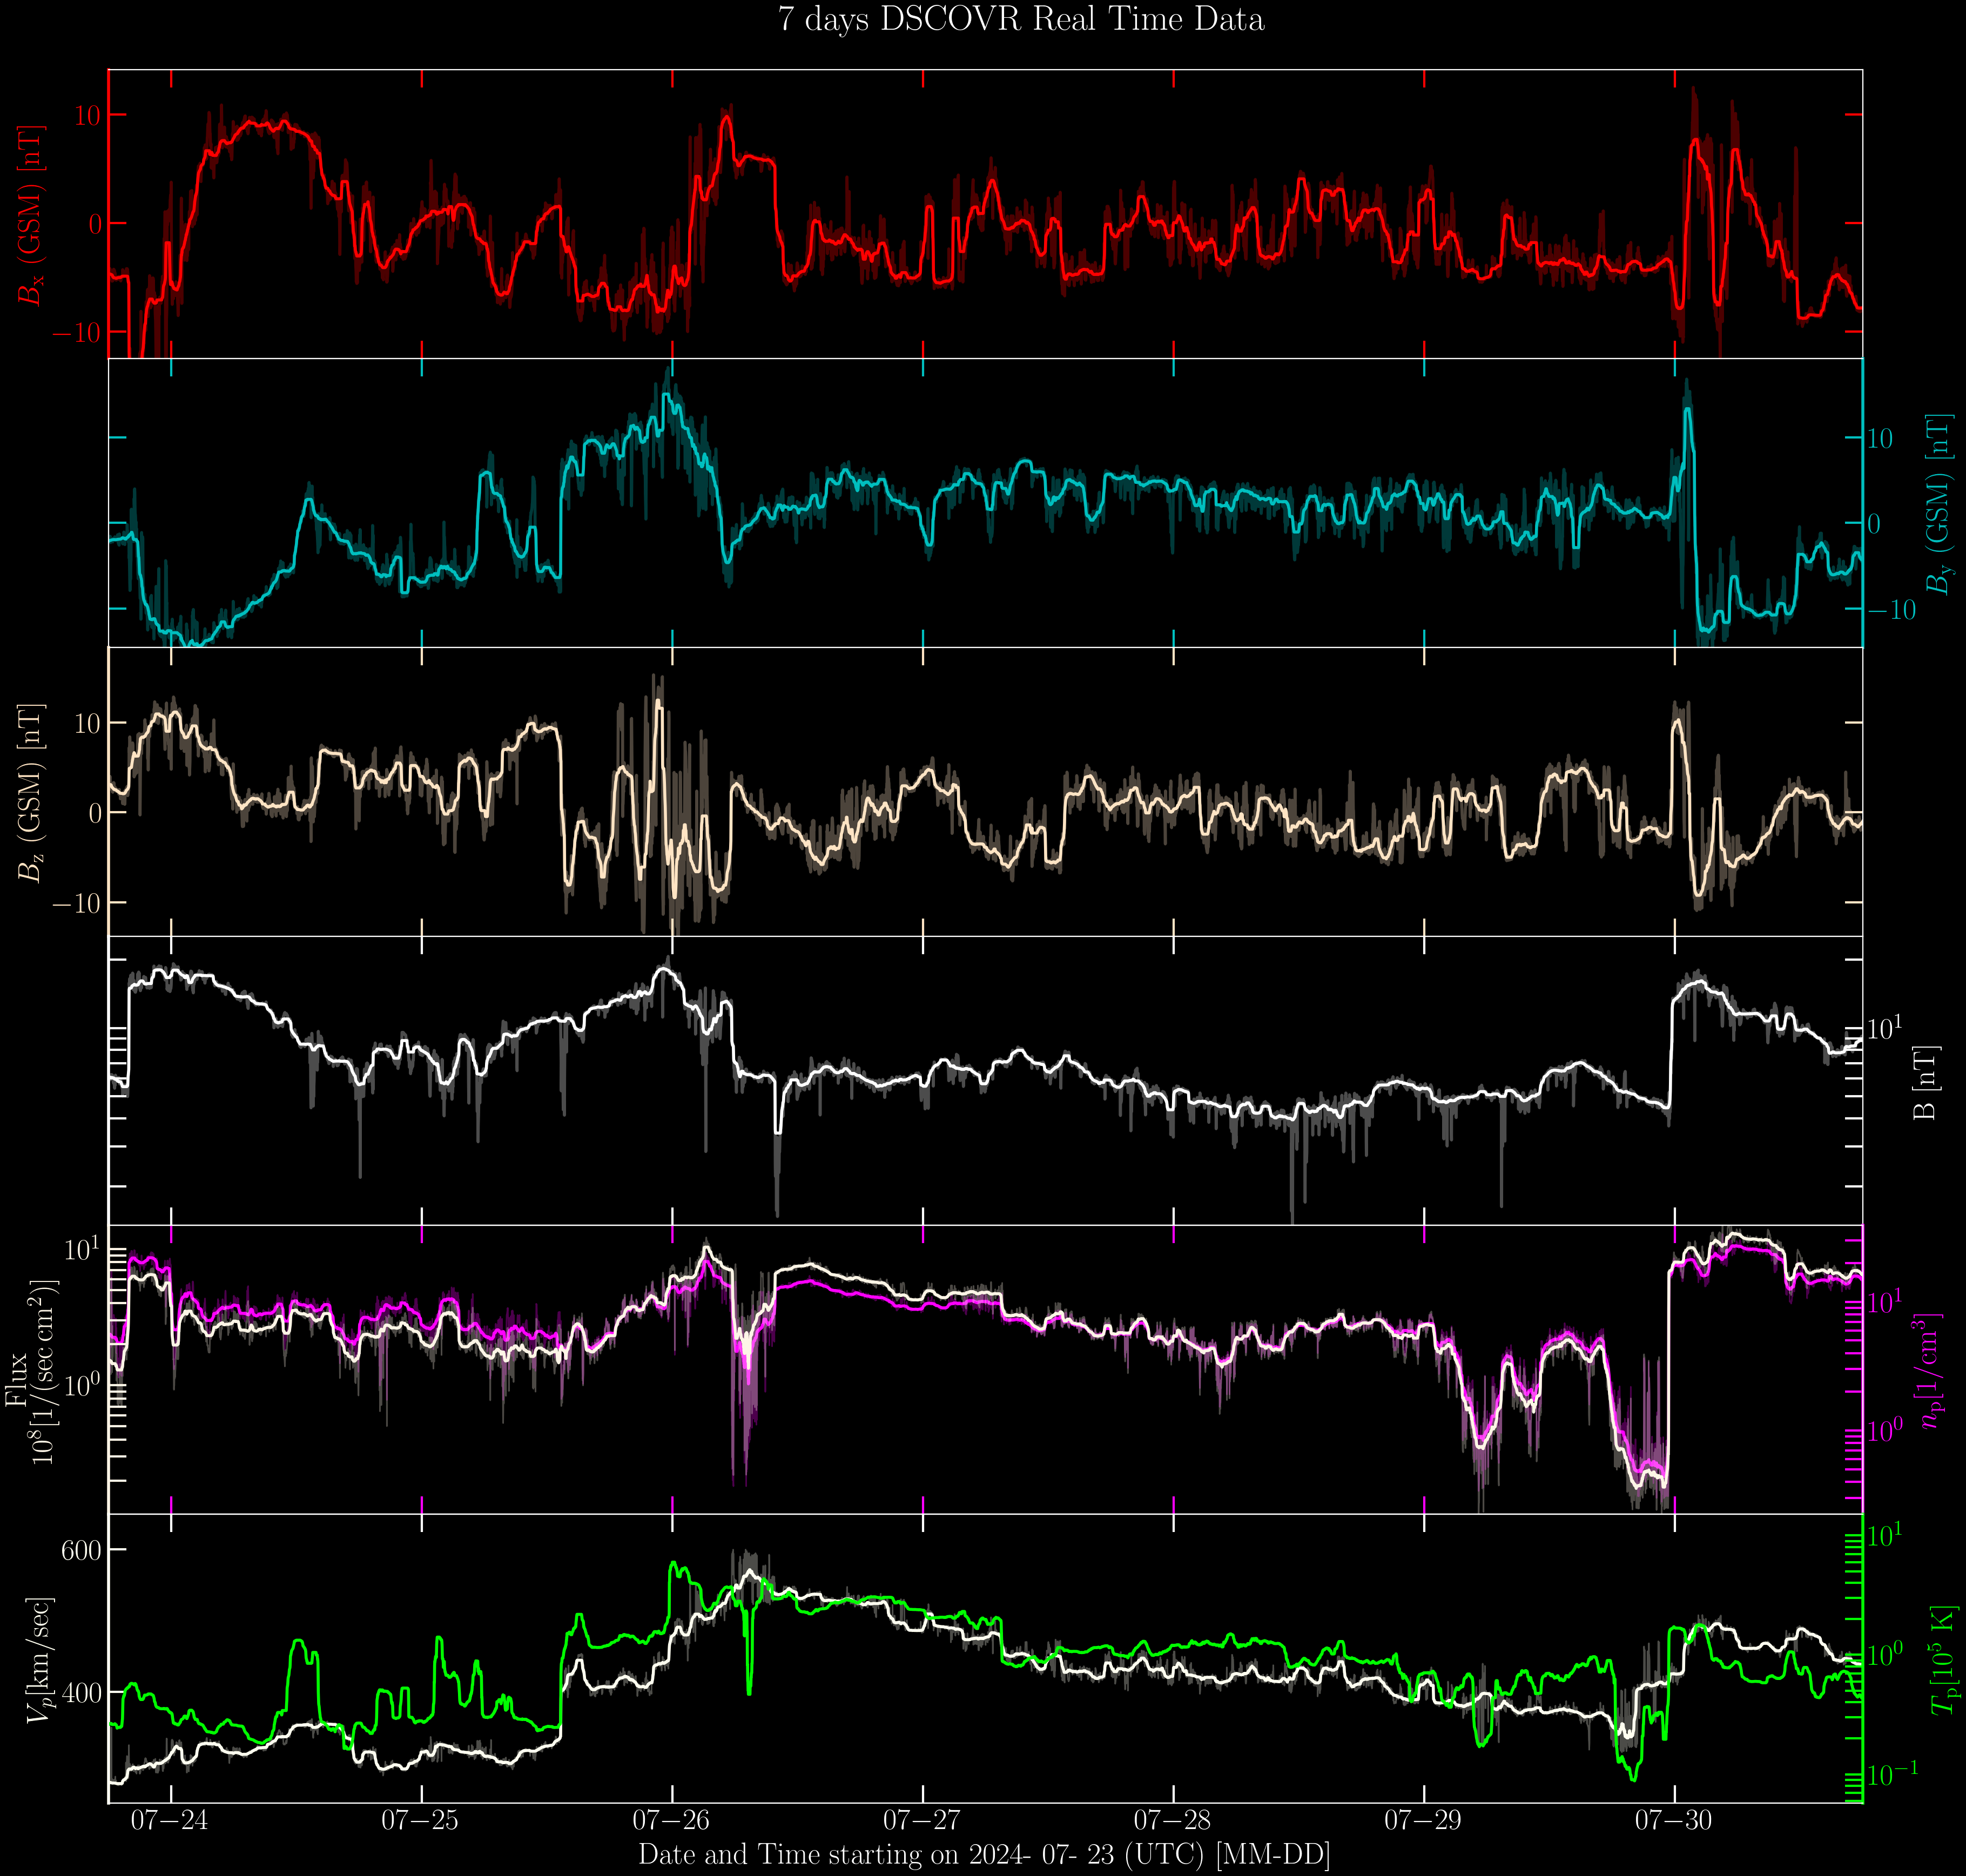 7 days DSCOVR Real Time Data
10
0
−10
Bx (GSM) [nT]
10
0
−10
By (GSM) [nT]
10
0
−10
Bz (GSM) [nT]
10¹
B [nT]
10¹
10⁰
Flux
10⁸[1/(sec cm²)]
10¹
10⁰
np[1/cm³]
600
400
Vp[km/sec]
10¹
10⁰
10⁻¹
Tp[10⁵ K]
07−24 07−25 07−26 07−27 07−28 07−29 07−30
Date and Time starting on 2024- 07- 23 (UTC) [MM-DD]